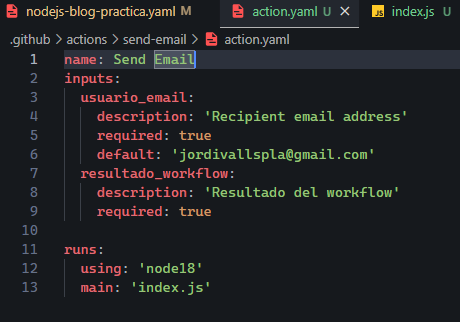 nodejs-blog-practica.yaml M action.yaml U × JS index.js U
.github > actions > send-email > action.yaml
1 name: Send Email
2 inputs:
3 usuario_email:
4 description: 'Recipient email address'
5 required: true
6 default: 'jordivallspla@gmail.com'
7 resultado_workflow:
8 description: 'Resultado del workflow'
9 required: true
10
11 runs:
12 using: 'node18'
13 main: 'index.js'